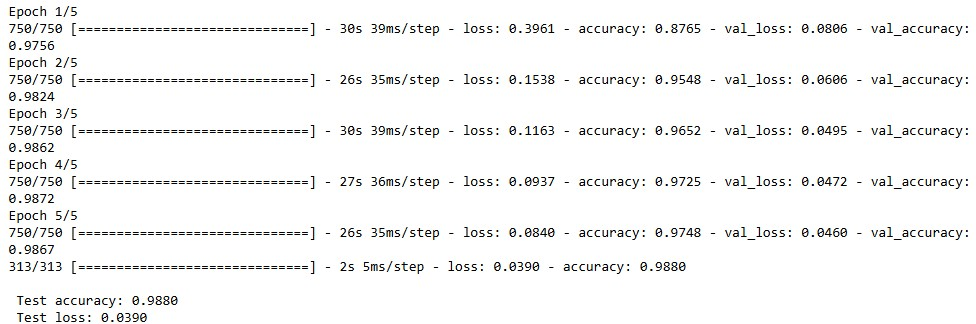 Epoch 1/5
750/750 [==============================] - 30s 39ms/step - loss: 0.3961 - accuracy: 0.8765 - val_loss: 0.0806 - val_accuracy:
0.9756
Epoch 2/5
750/750 [==============================] - 26s 35ms/step - loss: 0.1538 - accuracy: 0.9548 - val_loss: 0.0606 - val_accuracy:
0.9824
Epoch 3/5
750/750 [==============================] - 30s 39ms/step - loss: 0.1163 - accuracy: 0.9652 - val_loss: 0.0495 - val_accuracy:
0.9862
Epoch 4/5
750/750 [==============================] - 27s 36ms/step - loss: 0.0937 - accuracy: 0.9725 - val_loss: 0.0472 - val_accuracy:
0.9872
Epoch 5/5
750/750 [==============================] - 26s 35ms/step - loss: 0.0840 - accuracy: 0.9748 - val_loss: 0.0460 - val_accuracy:
0.9867
313/313 [==============================] - 2s 5ms/step - loss: 0.0390 - accuracy: 0.9880
Test accuracy: 0.9880
Test loss: 0.0390